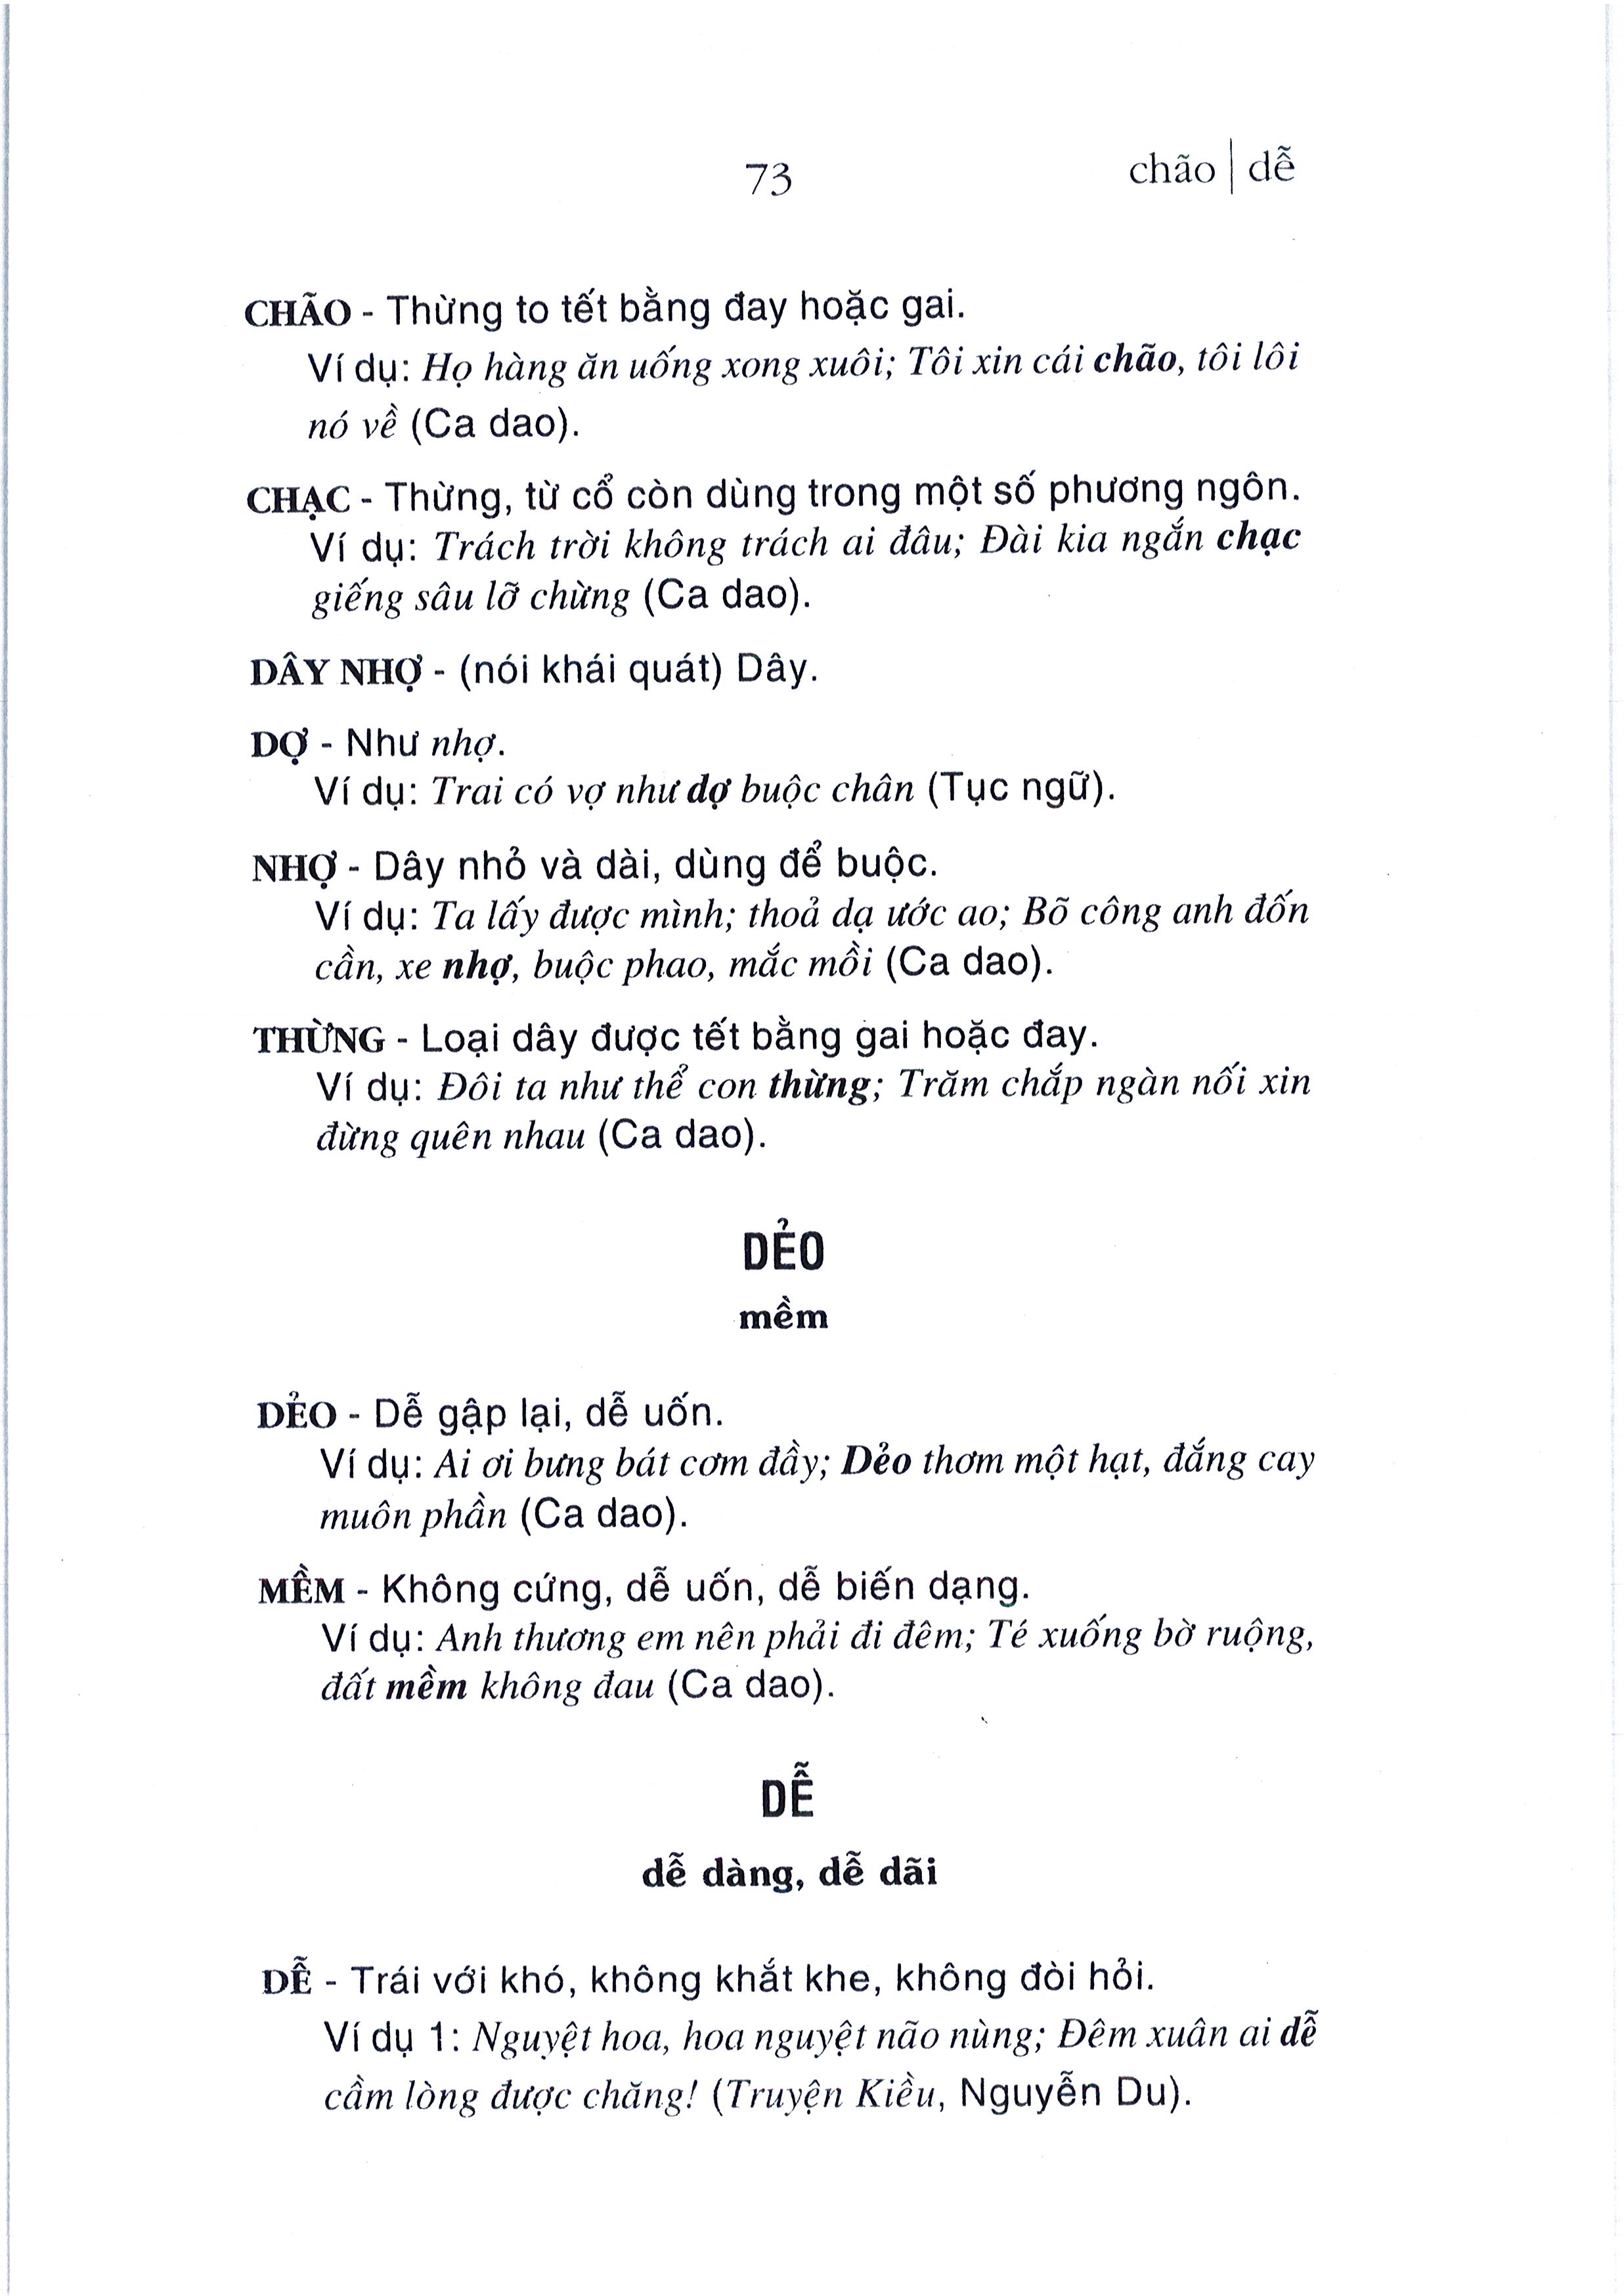 73
chão | dễ
CHÃO - Thừng to tết bằng đay hoặc gai.
Ví dụ: Họ hàng ăn uống xong xuôi; Tôi xin cái chão, tôi lôi
nó về (Ca dao).
CHẠC - Thừng, từ cổ còn dùng trong một số phương ngôn.
Ví dụ: Trách trời không trách ai đâu; Đài kia ngắn chạc
giếng sâu lỡ chừng (Ca dao).
DÂY NHỢ - (nói khái quát) Dây.
DỢ - Như nhợ.
Ví dụ: Trai có vợ như dợ buộc chân (Tục ngữ).
NHỢ - Dây nhỏ và dài, dùng để buộc.
Ví dụ: Ta lấy được mình; thoả dạ ước ao; Bõ công anh đốn
cần, xe nhợ, buộc phao, mắc mồi (Ca dao).
THỪNG - Loại dây được tết bằng gai hoặc đay.
Ví dụ: Đôi ta như thể con thừng; Trăm chắp ngàn nối xin
đừng quên nhau (Ca dao).
DẺO
mềm
DẺO - Dễ gập lại, dễ uốn.
Ví dụ: Ai ơi bưng bát cơm đầy; Dẻo thơm một hạt, đắng cay
muôn phần (Ca dao).
MỀM - Không cứng, dễ uốn, dễ biến dạng.
Ví dụ: Anh thương em nên phải đi đêm; Té xuống bờ ruộng,
đất mềm không đau (Ca dao).
DỄ
dễ dàng, dễ dãi
DỄ - Trái với khó, không khắt khe, không đòi hỏi.
Ví dụ 1: Nguyệt hoa, hoa nguyệt não nùng; Đêm xuân ai dễ
cầm lòng được chăng! (Truyện Kiều, Nguyễn Du).